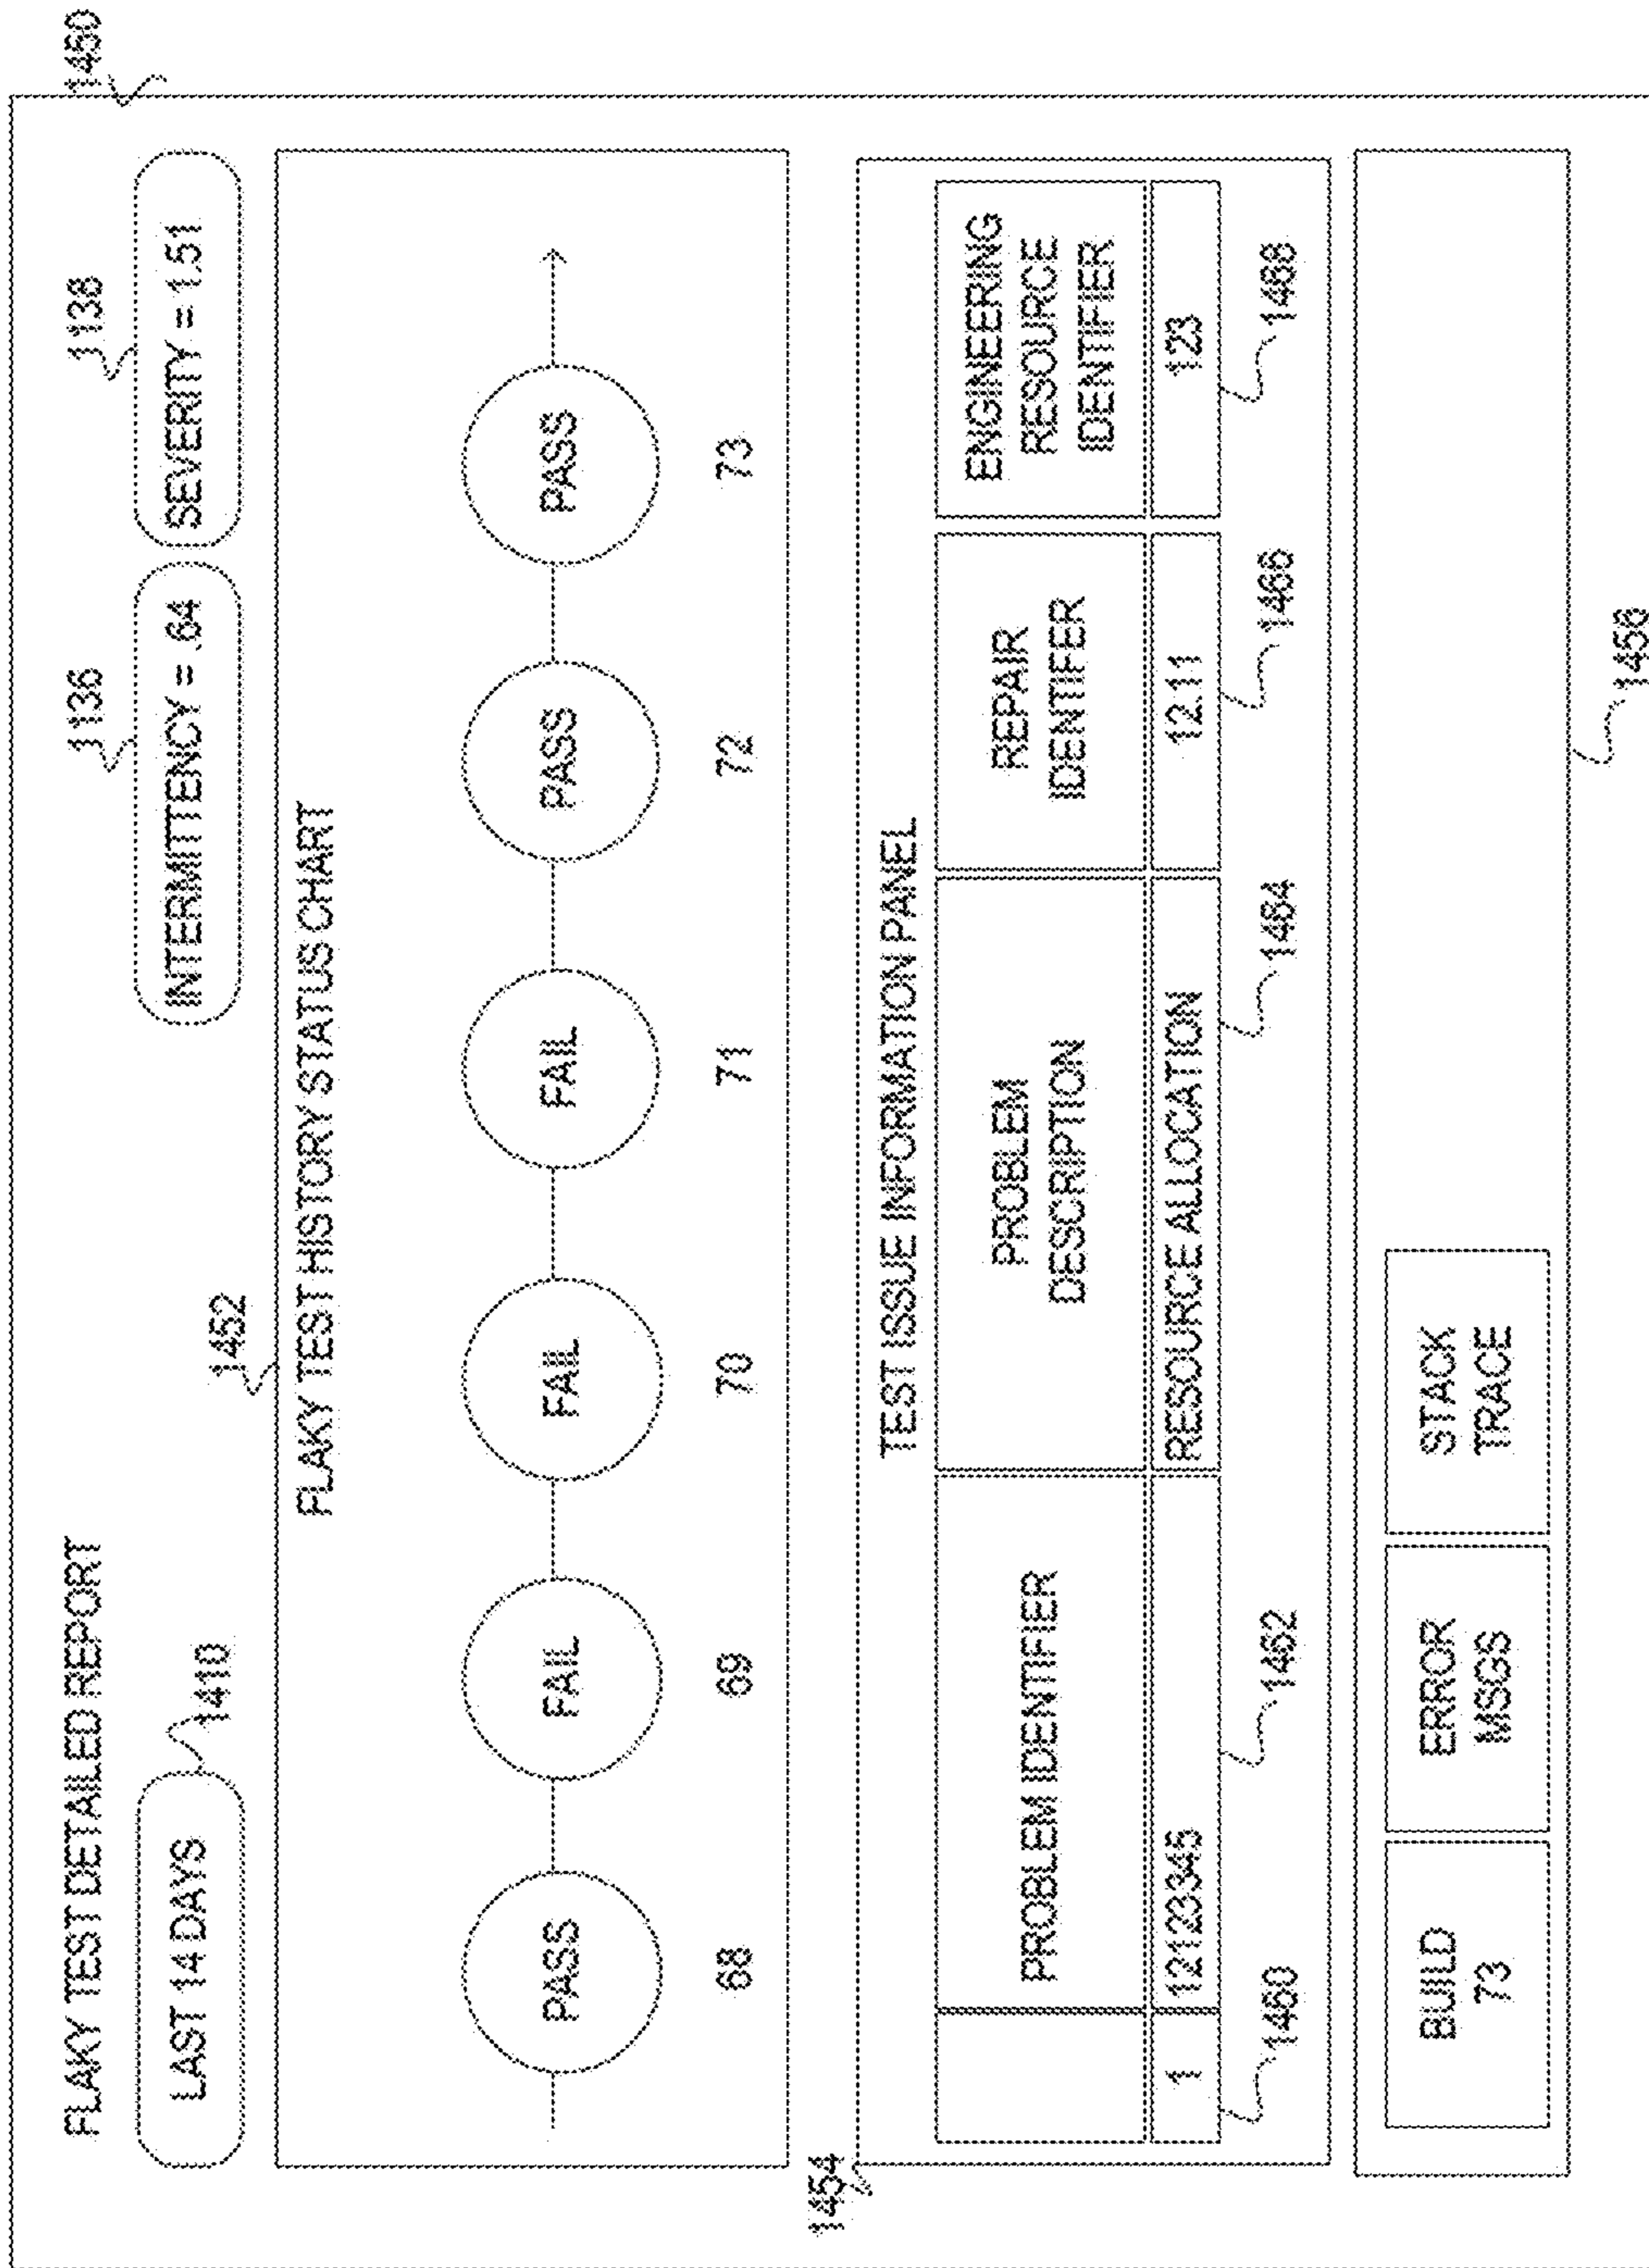 1450
FLAKY TEST DETAILED REPORT
1136
1138
LAST 14 DAYS
1410
INTERMITTENCY = .64
SEVERITY = 1.51
1452
FLAKY TEST HISTORY STATUS CHART
PASS
FAIL
FAIL
FAIL
PASS
PASS
68
69
70
71
72
73
1454
TEST ISSUE INFORMATION PANEL
PROBLEM IDENTIFIER
PROBLEM
DESCRIPTION
REPAIR
IDENTIFER
ENGINEERING
RESOURCE
IDENTIFIER
1
1212345
RESOURCE ALLOCATION
12.11
123
1460
1462
1464
1466
1468
BUILD
73
ERROR
MSGS
STACK
TRACE
1458